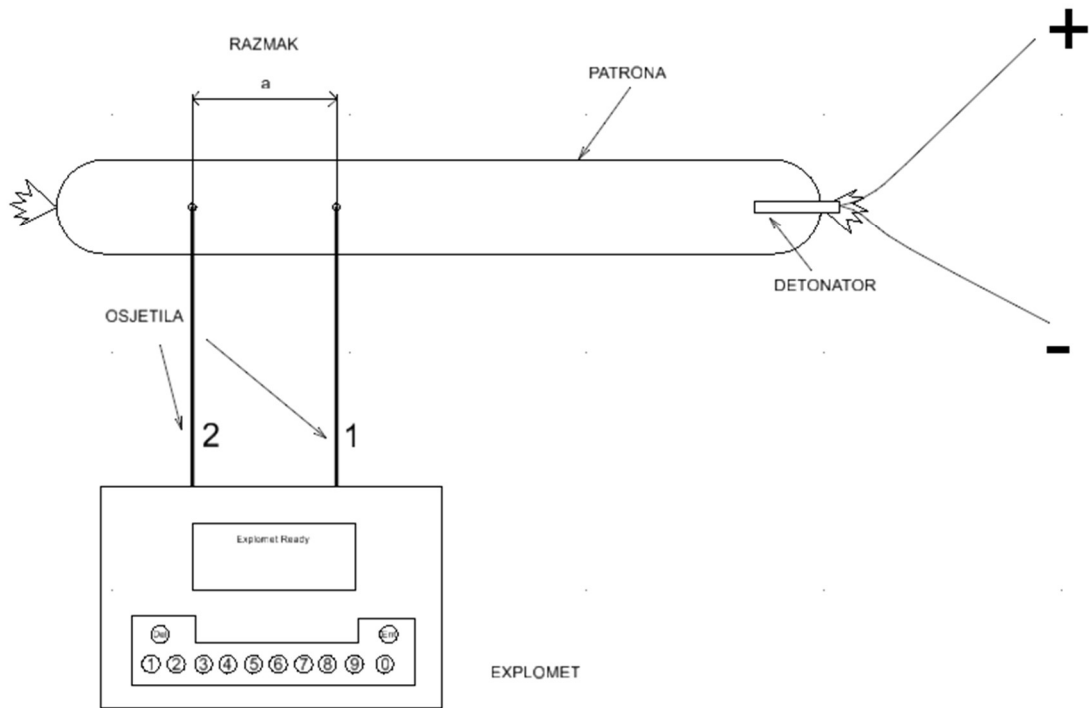 +
RAZMAK
a
PATRONA
DETONATOR
OSJETILA
-
2
1
Explomet Ready
Del
Ent
1 2 3 4 5 6 7 8 9 0
EXPLOMET